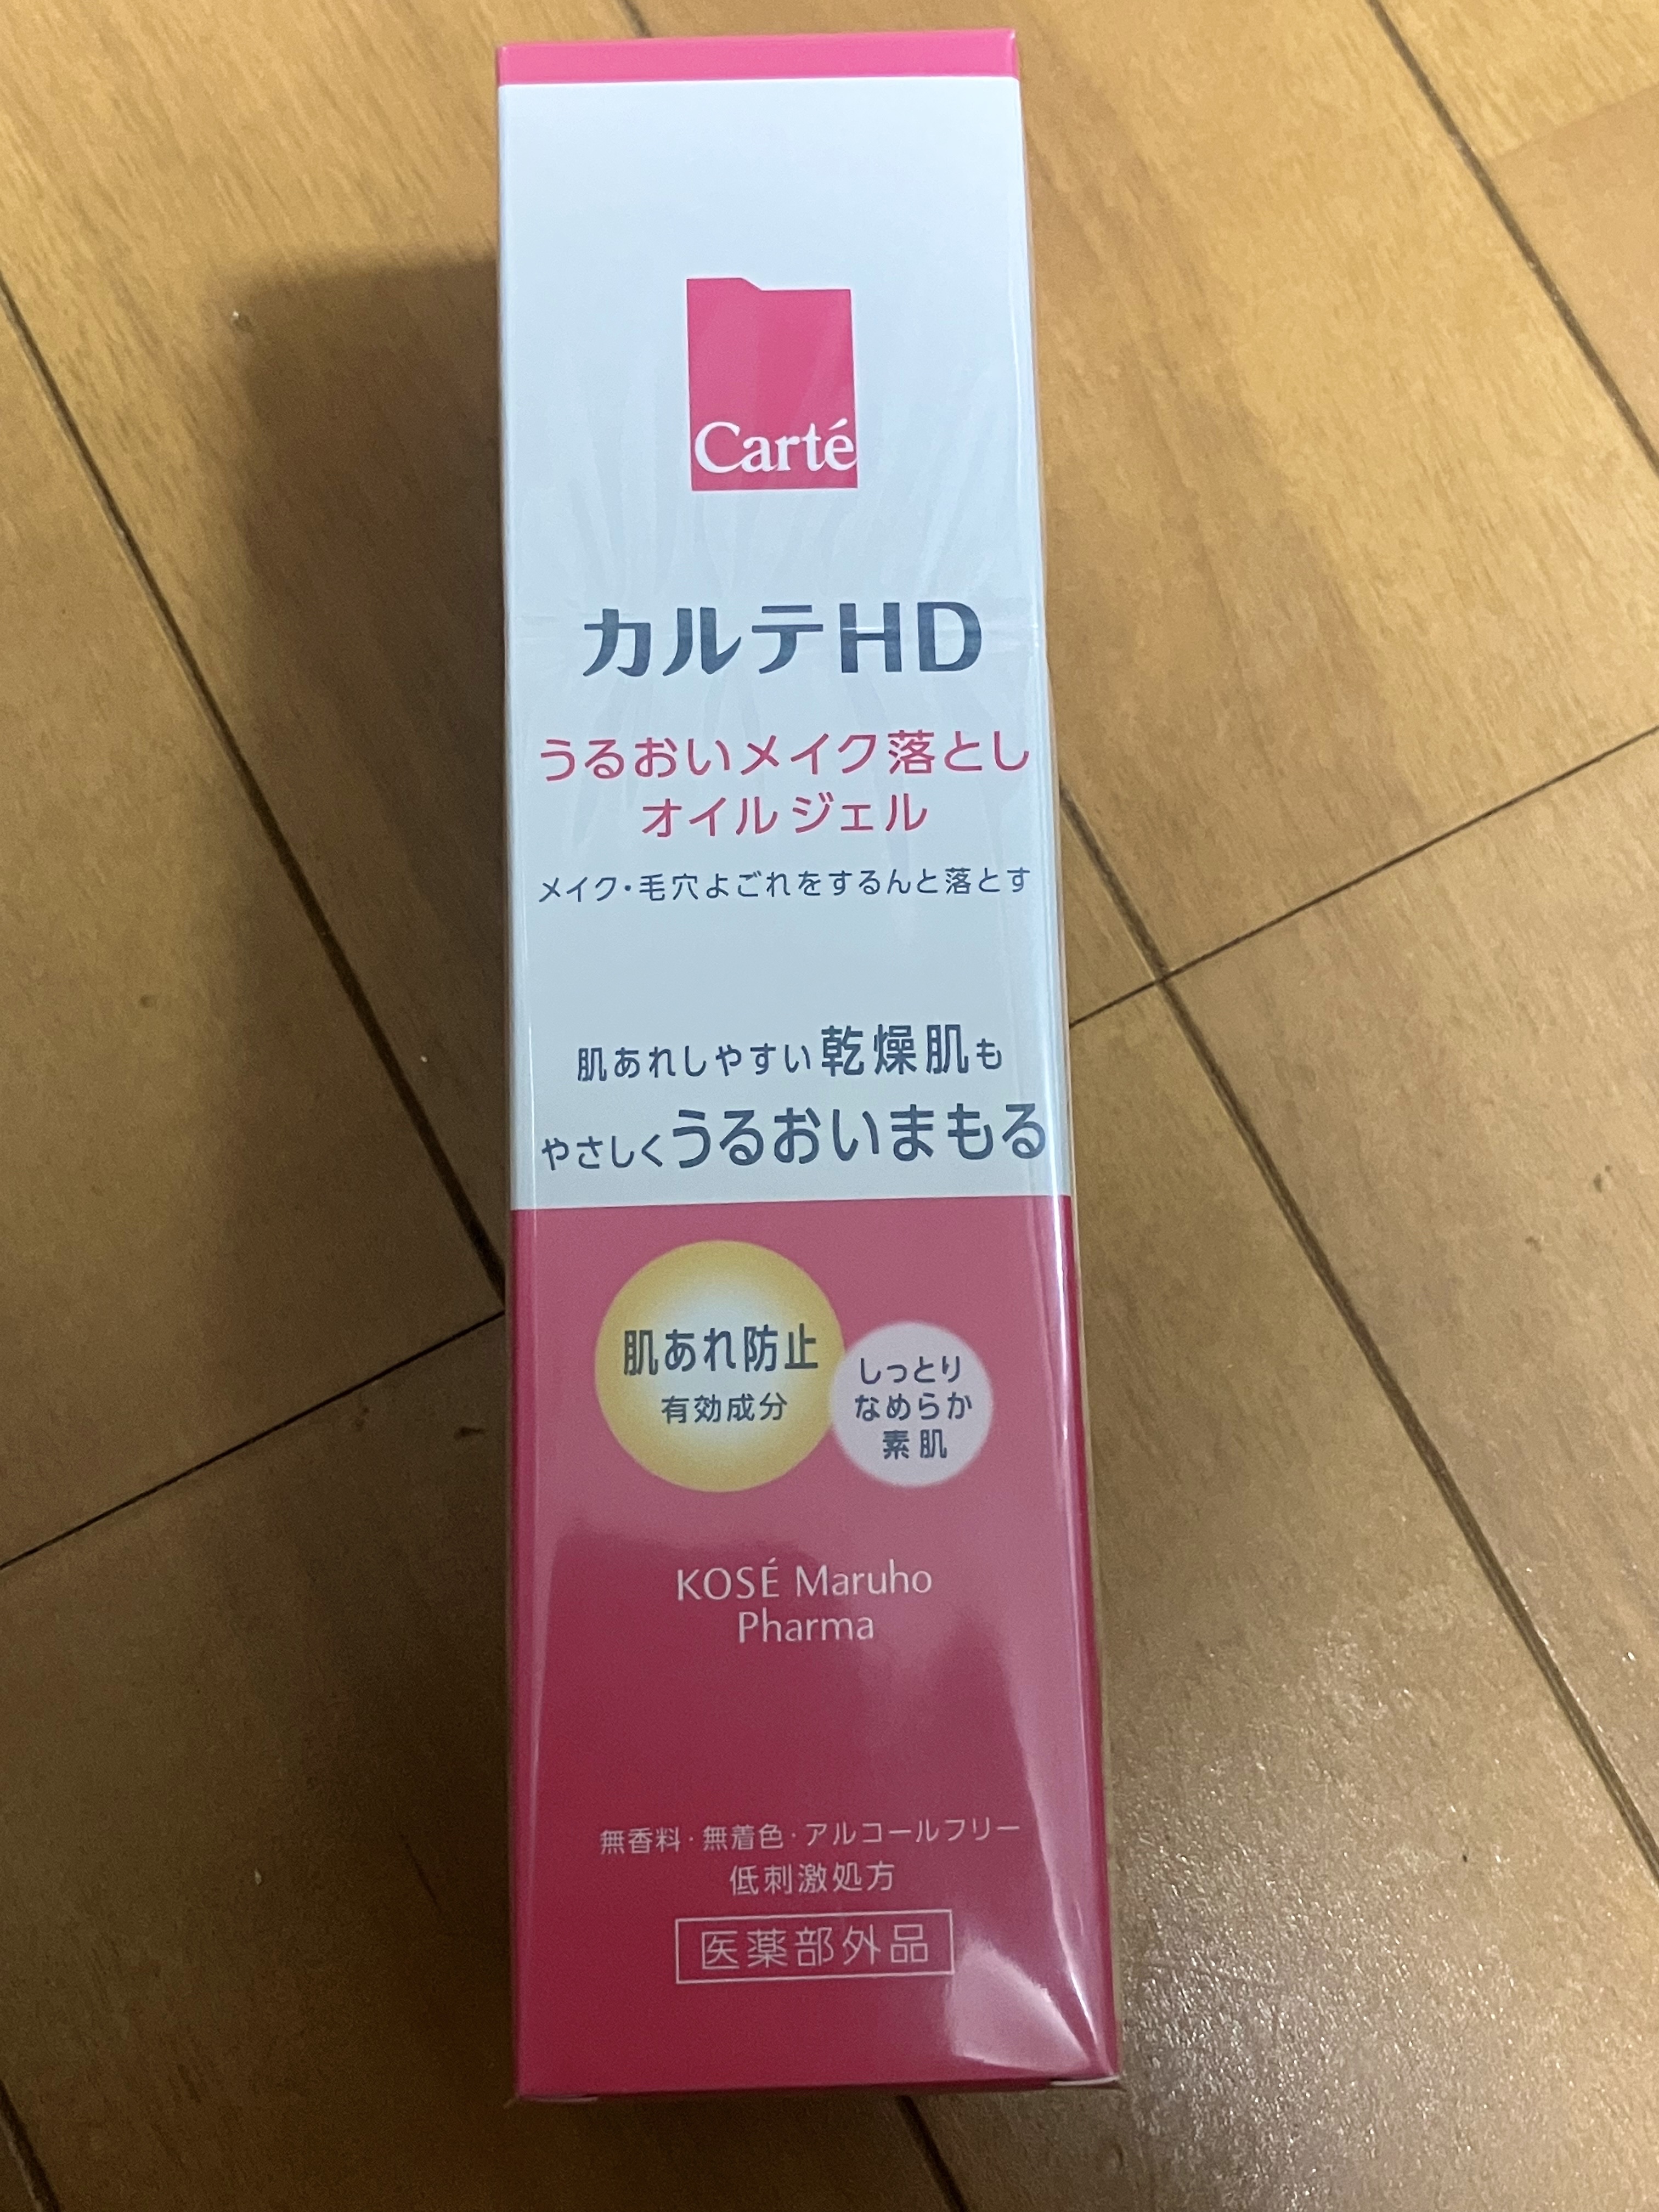 Carté
カルテHD
うるおいメイク落とし
オイルジェル
メイク・毛穴よごれをするんと落とす
肌あれしやすい乾燥肌も
やさしくうるおいまもる
肌あれ防止
有効成分
しっとり
なめらか
素肌
KOSÉ Maruho
Pharma
無香料・無着色・アルコールフリー
低刺激処方
医薬部外品